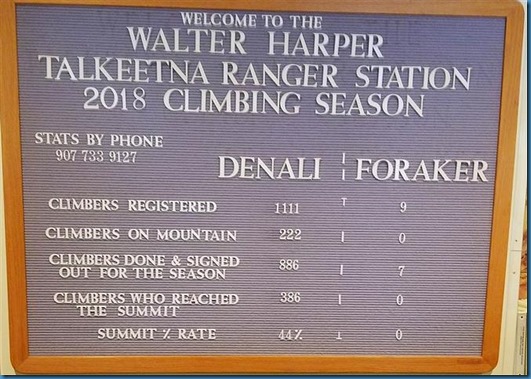 WELCOME TO THE
WALTER HARPER
TALKEETNA RANGER STATION
2018 CLIMBING SEASON
STATS BY PHONE
907 733 9127
DENALI FORAKER
CLIMBERS REGISTERED 1111 9
CLIMBERS ON MOUNTAIN 222 0
CLIMBERS DONE & SIGNED OUT FOR THE SEASON 886 7
CLIMBERS WHO REACHED THE SUMMIT 386 0
SUMMIT % RATE 44% 0